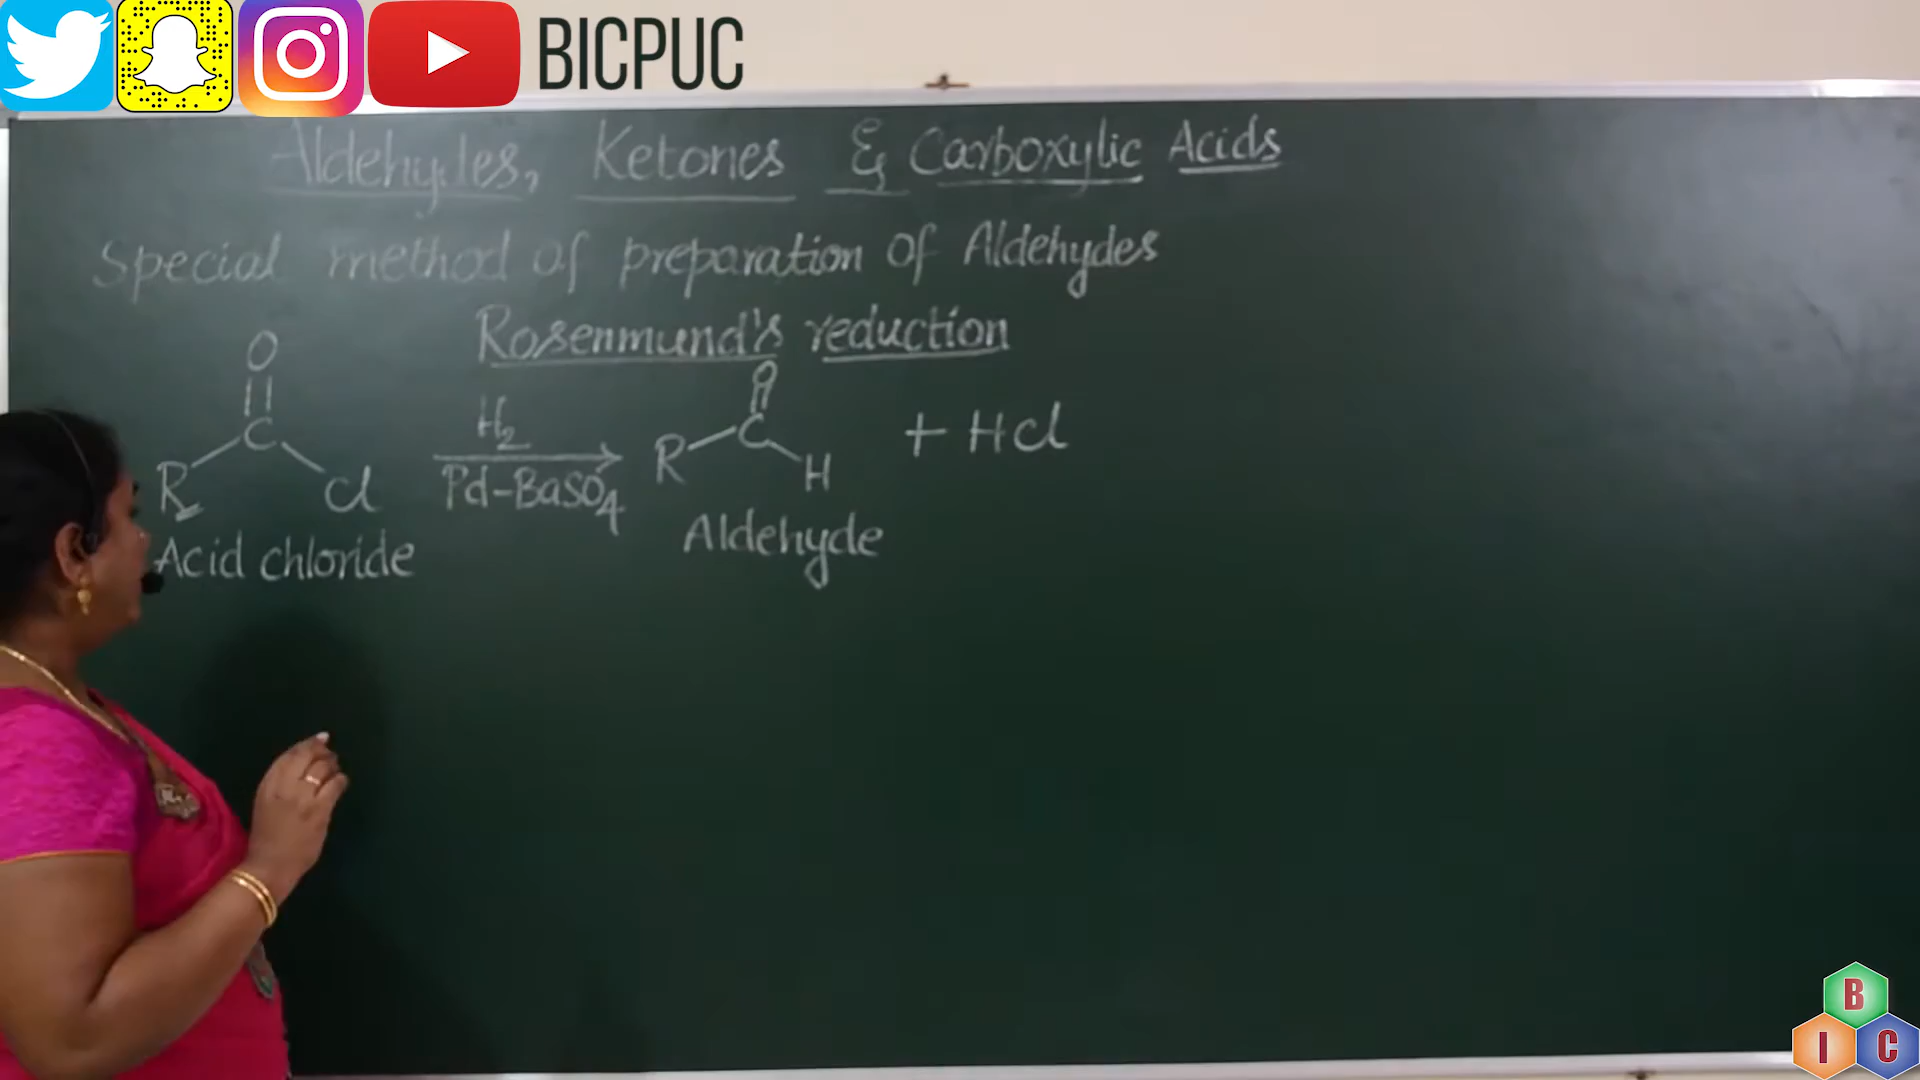 BICPUC
Aldehydes, Ketones & Carboxylic Acids
Special method of preparation of Aldehydes
Rosenmund's reduction
O
O
H2
C
C
+ HCl
R
Cl
Pd-BaSO4
R
H
Acid chloride
Aldehyde
B
I C